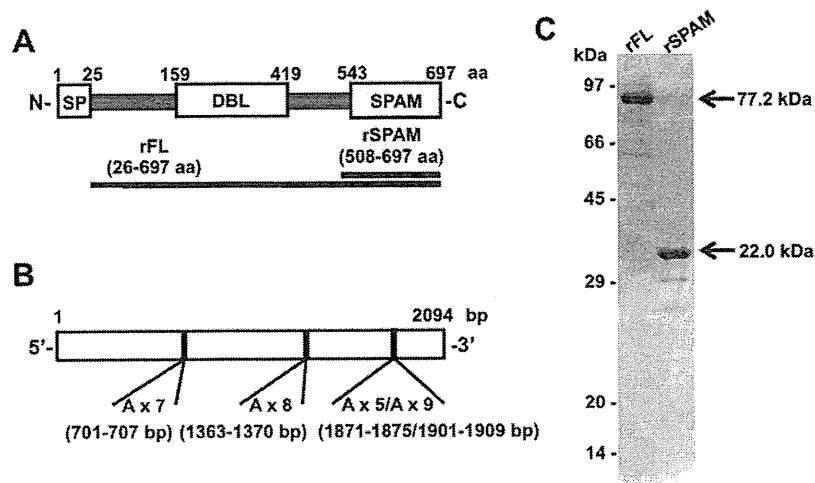 A
1 25 159 419 543 697 aa
N- SP DBL SPAM -C
rFL
(26-697 aa)
rSPAM
(508-697 aa)
B
1 2094 bp
5'- -3'
A x 7 A x 8 A x 5/A x 9
(701-707 bp) (1363-1370 bp) (1871-1875/1901-1909 bp)
C
kDa rFL rSPAM
97 -
77.2 kDa
66 -
45 -
22.0 kDa
29 -
20 -
14 -